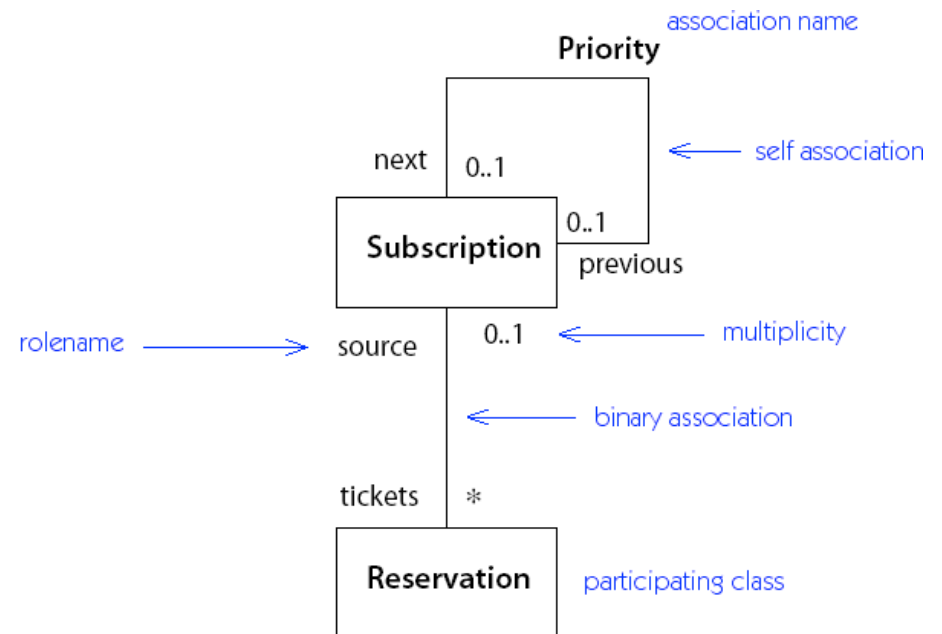 association name
Priority
next
0..1
self association
0..1
Subscription
previous
rolename
source
0..1
multiplicity
binary association
tickets
*
Reservation
participating class